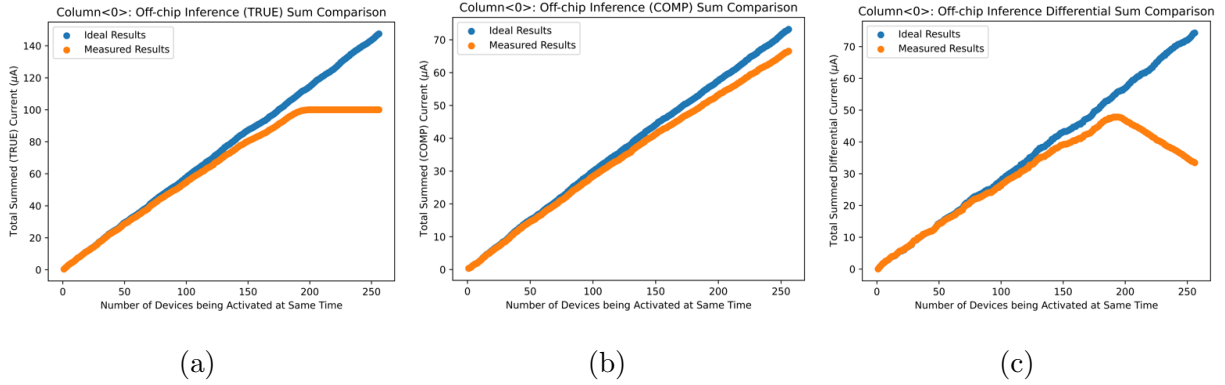 Column<0>: Off-chip Inference (TRUE) Sum Comparison
Ideal Results
Measured Results
Total Summed (TRUE) Current (μA)
140
120
100
80
60
40
20
0
0 50 100 150 200 250
Number of Devices being Activated at Same Time
(a)
Column<0>: Off-chip Inference (COMP) Sum Comparison
Ideal Results
Measured Results
Total Summed (COMP) Current (μA)
70
60
50
40
30
20
10
0
0 50 100 150 200 250
Number of Devices being Activated at Same Time
(b)
Column<0>: Off-chip Inference Differential Sum Comparison
Ideal Results
Measured Results
Total Summed Differential Current (μA)
70
60
50
40
30
20
10
0
0 50 100 150 200 250
Number of Devices being Activated at Same Time
(c)